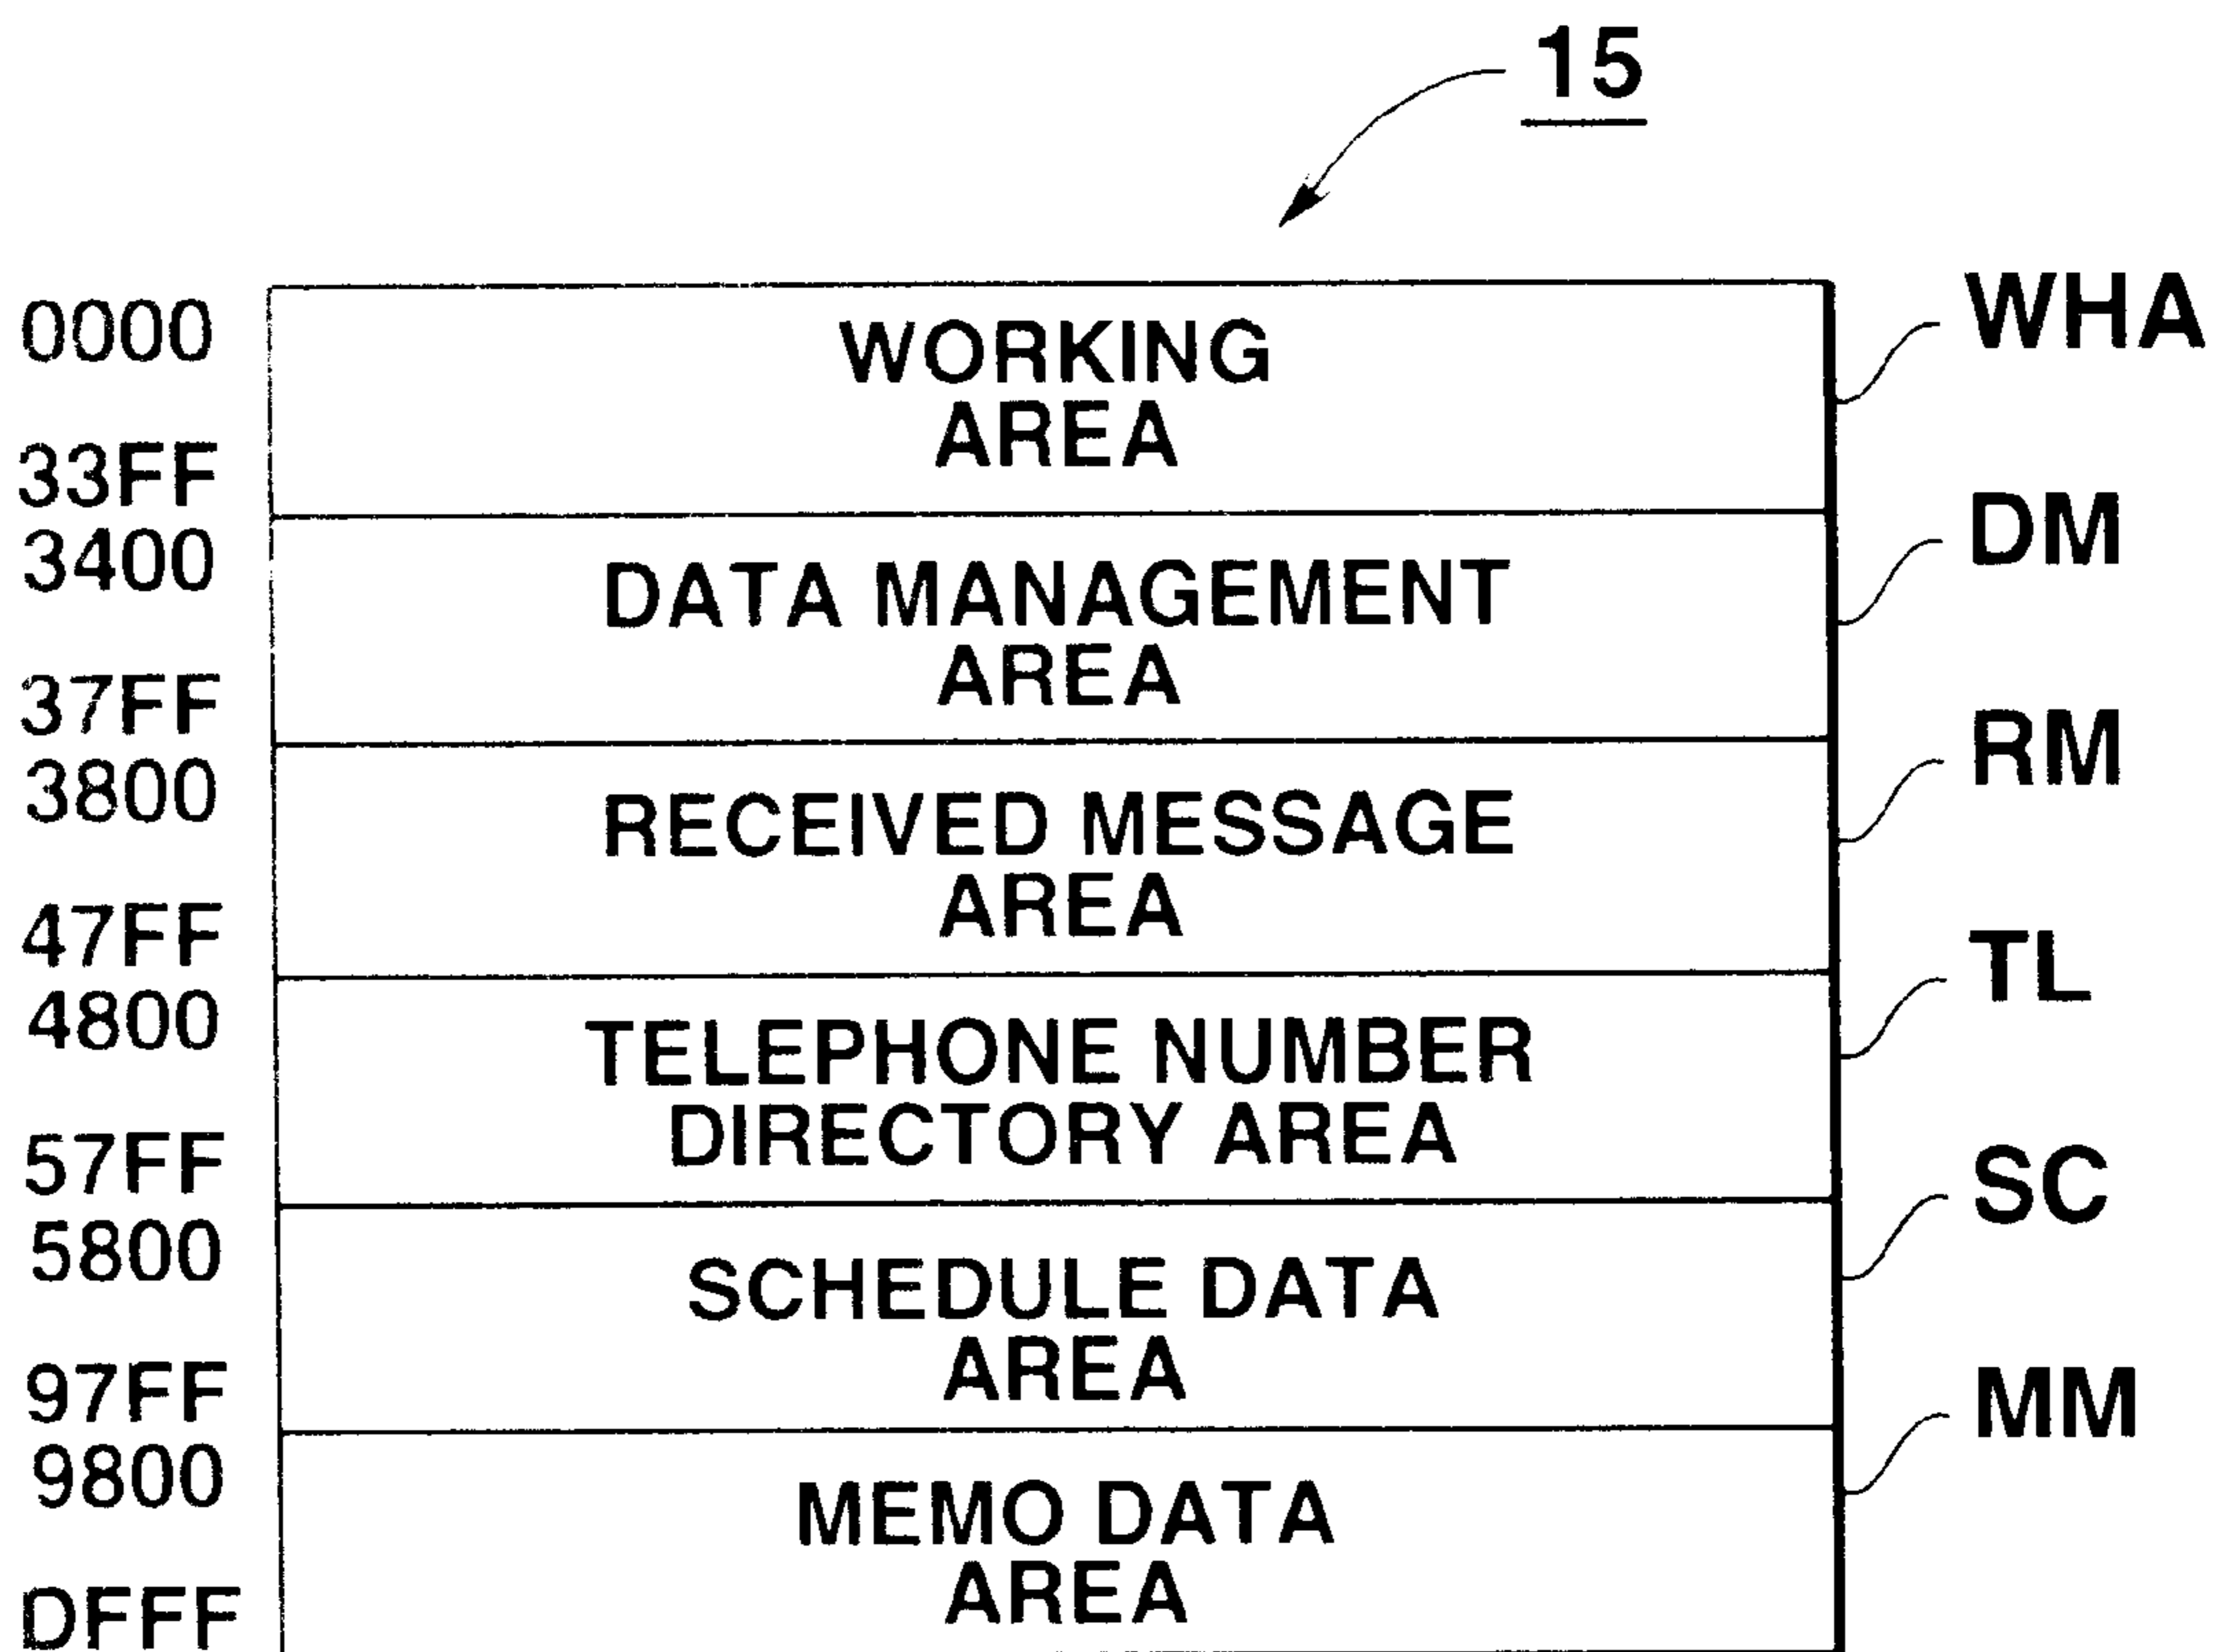 15
0000
WORKING
AREA
WHA
33FF
3400
DATA MANAGEMENT
AREA
DM
37FF
3800
RECEIVED MESSAGE
AREA
RM
47FF
4800
TELEPHONE NUMBER
DIRECTORY AREA
TL
57FF
5800
SCHEDULE DATA
AREA
SC
97FF
9800
MEMO DATA
AREA
MM
DFFF